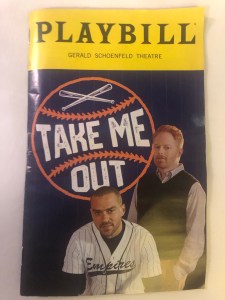 PLAYBILL
GERALD SCHOENFELD THEATRE
TAKE ME
OUT
Empires